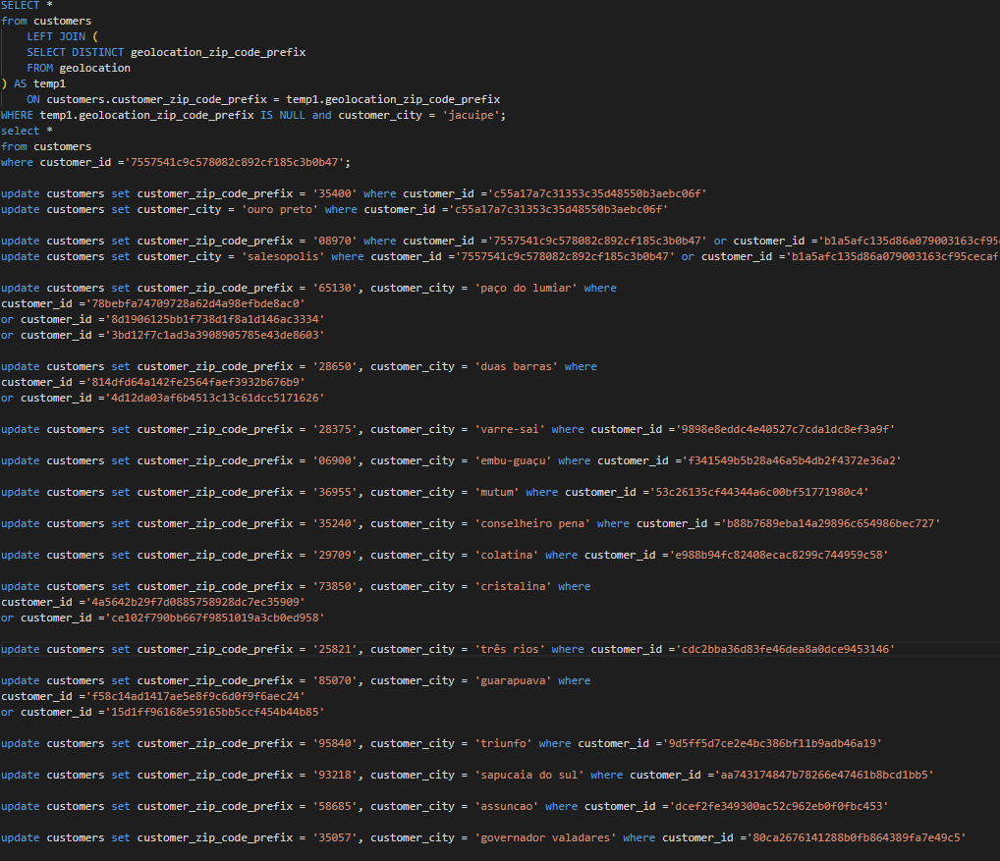 SELECT *
from customers
LEFT JOIN (
SELECT DISTINCT geolocation_zip_code_prefix
FROM geolocation
) AS temp1
ON customers.customer_zip_code_prefix = temp1.geolocation_zip_code_prefix
WHERE temp1.geolocation_zip_code_prefix IS NULL and customer_city = 'jacuipe';
select *
from customers
where customer_id ='7557541c9c578082c892cf185c3b0b47';
update customers set customer_zip_code_prefix = '35400' where customer_id ='c55a17a7c31353c35d48550b3aebc06f'
update customers set customer_city = 'ouro preto' where customer_id ='c55a17a7c31353c35d48550b3aebc06f'
update customers set customer_zip_code_prefix = '08970' where customer_id ='7557541c9c578082c892cf185c3b0b47' or customer_id ='b1a5afc135d86a079003163cf95
update customers set customer_city = 'salesopolis' where customer_id ='7557541c9c578082c892cf185c3b0b47' or customer_id ='b1a5afc135d86a079003163cf95cecaf
update customers set customer_zip_code_prefix = '65130', customer_city = 'paço do lumiar' where
customer_id ='78bebfa74709728a62d4a98efbde8ac0'
or customer_id ='8d1906125bb1f738d1f8a1d146ac3334'
or customer_id ='3bd12f7c1ad3a3908905785e43de8603'
update customers set customer_zip_code_prefix = '28650', customer_city = 'duas barras' where
customer_id ='814dfd64a142fe2564faef3932b676b9'
or customer_id ='4d12da03af6b4513c13c61dcc5171626'
update customers set customer_zip_code_prefix = '28375', customer_city = 'varre-sai' where customer_id ='9898e8eddc4e40527c7cda1dc8ef3a9f'
update customers set customer_zip_code_prefix = '06900', customer_city = 'embu-guaçu' where customer_id ='f341549b5b28a46a5b4db2f4372e36a2'
update customers set customer_zip_code_prefix = '36955', customer_city = 'mutum' where customer_id ='53c26135cf44344a6c00bf51771980c4'
update customers set customer_zip_code_prefix = '35240', customer_city = 'conselheiro pena' where customer_id ='b88b7689eba14a29896c654986bec727'
update customers set customer_zip_code_prefix = '29709', customer_city = 'colatina' where customer_id ='e988b94fc82408ecac8299c744959c58'
update customers set customer_zip_code_prefix = '73850', customer_city = 'cristalina' where
customer_id ='4a5642b29f7d0885758928dc7ec35909'
or customer_id ='ce102f790bb667f9851019a3cb0ed958'
update customers set customer_zip_code_prefix = '25821', customer_city = 'três rios' where customer_id ='cdc2bba36d83fe46dea8a0dce9453146'
update customers set customer_zip_code_prefix = '85070', customer_city = 'guarapuava' where
customer_id ='f58c14ad1417ae5e8f9c6d0f9f6aec24'
or customer_id ='15d1ff96168e59165bb5ccf454b44b85'
update customers set customer_zip_code_prefix = '95840', customer_city = 'triunfo' where customer_id ='9d5ff5d7ce2e4bc386bf11b9adb46a19'
update customers set customer_zip_code_prefix = '93218', customer_city = 'sapucaia do sul' where customer_id ='aa743174847b78266e47461b8bcd1bb5'
update customers set customer_zip_code_prefix = '58685', customer_city = 'assuncao' where customer_id ='dcef2fe349300ac52c962eb0f0fbc453'
update customers set customer_zip_code_prefix = '35057', customer_city = 'governador valadares' where customer_id ='80ca2676141288b0fb864389fa7e49c5'